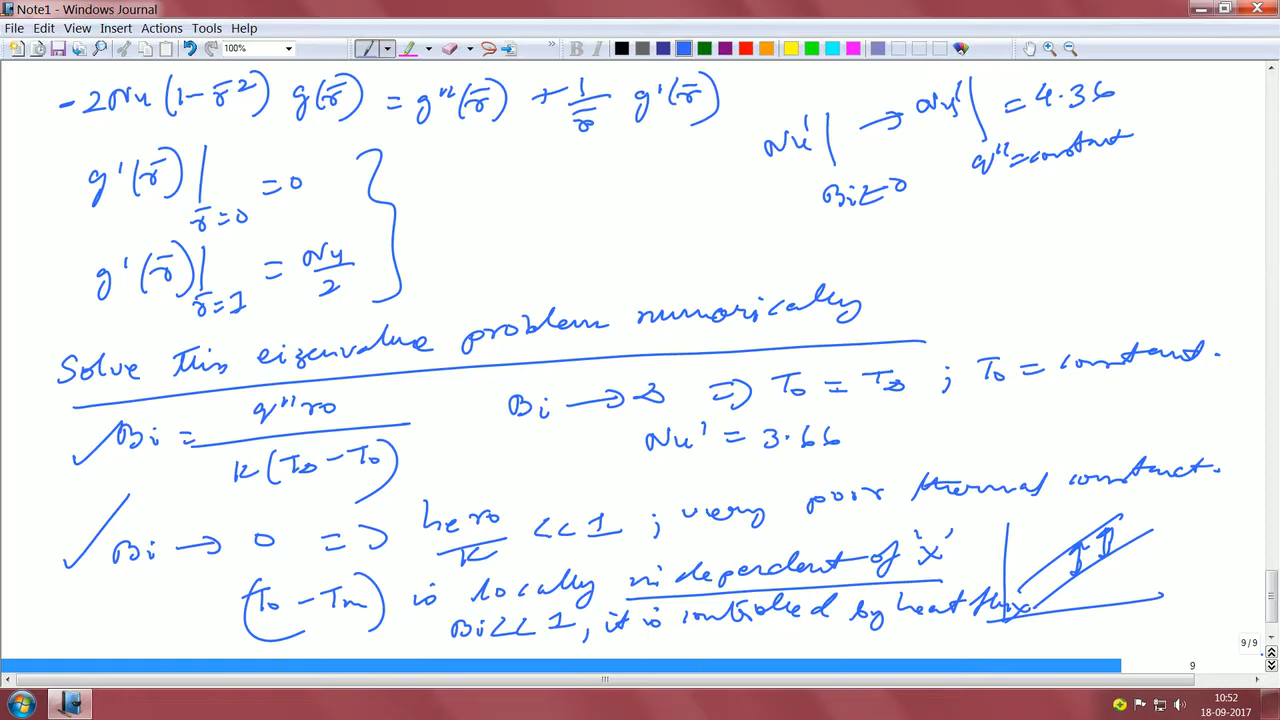 Note1 - Windows Journal
File Edit View Insert Actions Tools Help
100%
B I
-2Nu (1 - r̄²) g(r̄) = g''(r̄) + 1/r̄ g'(r̄)
Nu' | Bi→0 → Nu' | q''=constant = 4.36
g'(r̄) | r̄=0 = 0
g'(r̄) | r̄=1 = Nu/2
Solve this eigenvalue problem numerically
Bi = q'' r₀ / k(T∞ - T₀)
Bi → ∞ ⇒ T₀ = T∞ ; T₀ = constant.
Nu' = 3.66
Bi → 0 ⇒ he r₀/k << 1 ; very poor thermal constract.
(T₀ - Tm) is locally independent of 'x'
Bi << 1, it is controlled by heat flux
9/9
9
10:52
18-09-2017